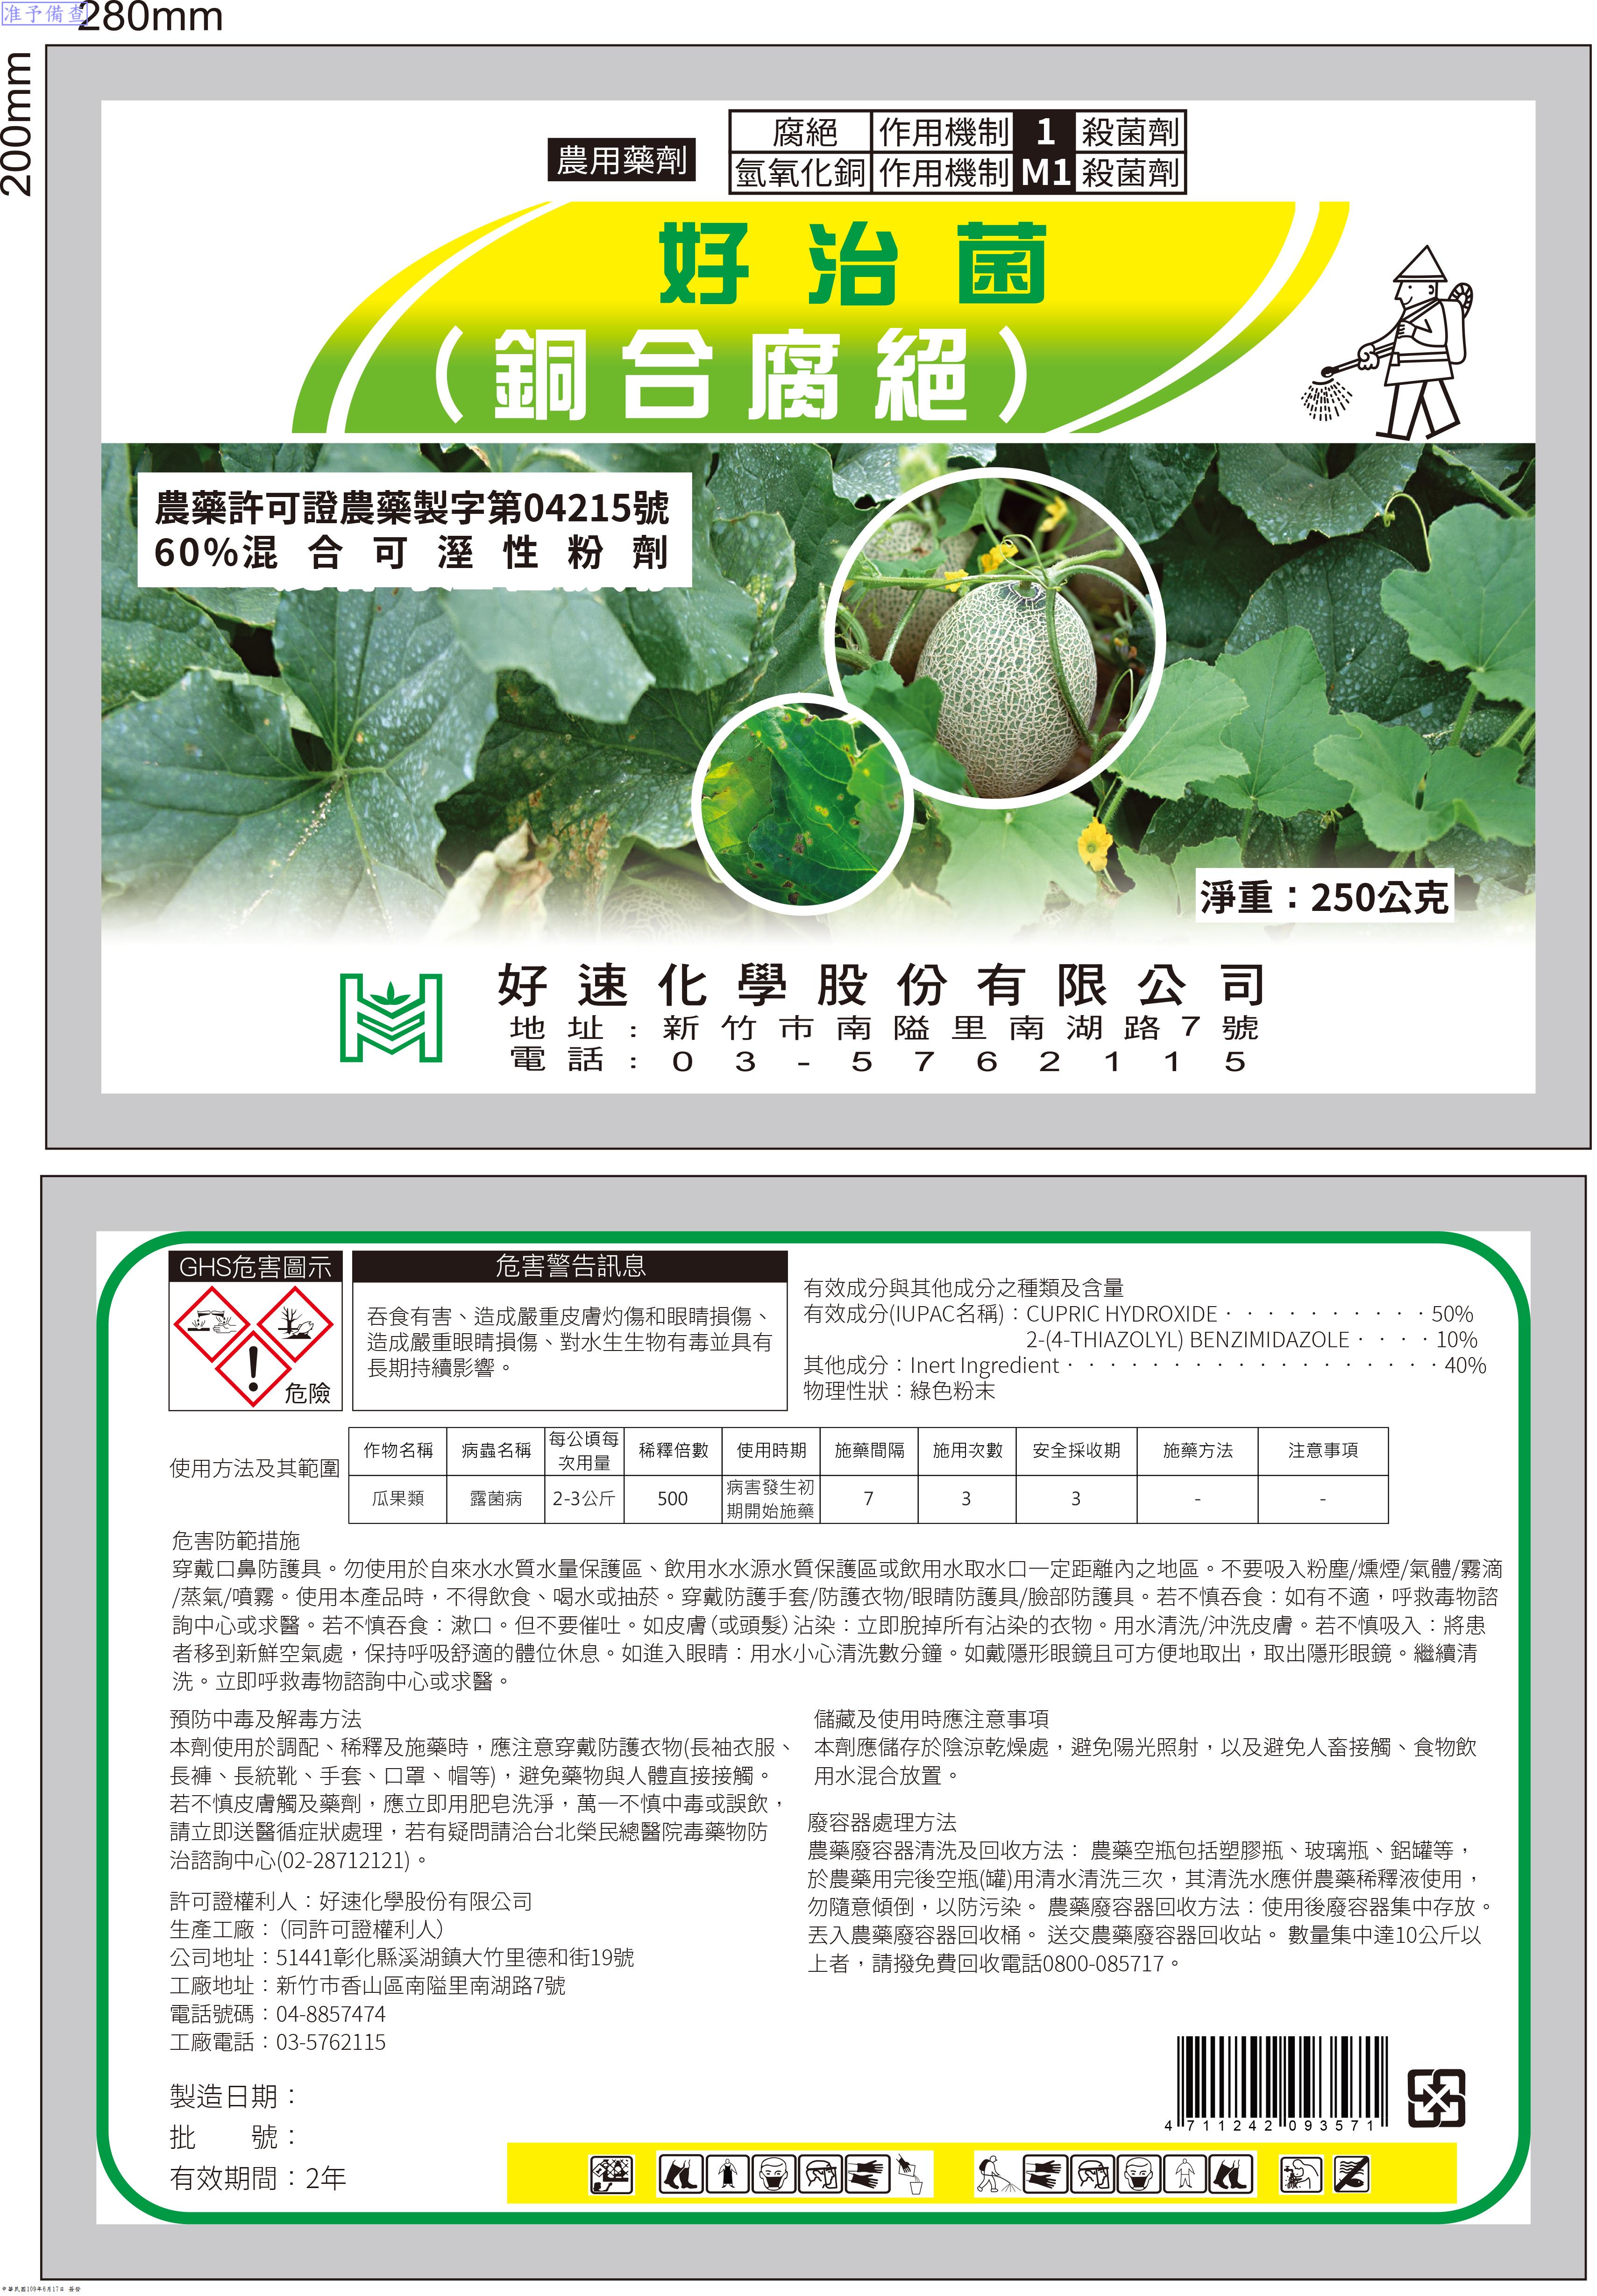 准予備查
280mm
200mm
農用藥劑
腐絕 作用機制 1 殺菌劑
氫氧化銅 作用機制 M1 殺菌劑
好治菌
(銅合腐絕)
農藥許可證農藥製字第04215號
60%混合可溼性粉劑
淨重：250公克
好速化學股份有限公司
地址:新竹市南隘里南湖路7號
電話:03-5762115
GHS危害圖示
危險
危害警告訊息
吞食有害、造成嚴重皮膚灼傷和眼睛損傷、
造成嚴重眼睛損傷、對水生生物有毒並具有
長期持續影響。
有效成分與其他成分之種類及含量
有效成分(IUPAC名稱)：CUPRIC HYDROXIDE‧‧‧‧‧‧‧‧‧‧50%
2-(4-THIAZOLYL) BENZIMIDAZOLE‧‧‧‧10%
其他成分：Inert Ingredient‧‧‧‧‧‧‧‧‧‧‧‧‧‧‧‧‧‧40%
物理性狀：綠色粉末
使用方法及其範圍
作物名稱 病蟲名稱 每公頃每次用量 稀釋倍數 使用時期 施藥間隔 施用次數 安全採收期 施藥方法 注意事項
瓜果類 露菌病 2-3公斤 500 病害發生初期開始施藥 7 3 3 - -
危害防範措施
穿戴口鼻防護具。勿使用於自來水水質水量保護區、飲用水水源水質保護區或飲用水取水口一定距離內之地區。不要吸入粉塵/燻煙/氣體/霧滴
/蒸氣/噴霧。使用本產品時，不得飲食、喝水或抽菸。穿戴防護手套/防護衣物/眼睛防護具/臉部防護具。若不慎吞食：如有不適，呼救毒物諮
詢中心或求醫。若不慎吞食：漱口。但不要催吐。如皮膚(或頭髮)沾染：立即脫掉所有沾染的衣物。用水清洗/沖洗皮膚。若不慎吸入：將患
者移到新鮮空氣處，保持呼吸舒適的體位休息。如進入眼睛：用水小心清洗數分鐘。如戴隱形眼鏡且可方便地取出，取出隱形眼鏡。繼續清
洗。立即呼救毒物諮詢中心或求醫。
預防中毒及解毒方法
本劑使用於調配、稀釋及施藥時，應注意穿戴防護衣物(長袖衣服、
長褲、長統靴、手套、口罩、帽等)，避免藥物與人體直接接觸。
若不慎皮膚觸及藥劑，應立即用肥皂洗淨，萬一不慎中毒或誤飲，
請立即送醫循症狀處理，若有疑問請洽台北榮民總醫院毒藥物防
治諮詢中心(02-28712121)。
儲藏及使用時應注意事項
本劑應儲存於陰涼乾燥處，避免陽光照射，以及避免人畜接觸、食物飲
用水混合放置。
廢容器處理方法
農藥廢容器清洗及回收方法： 農藥空瓶包括塑膠瓶、玻璃瓶、鋁罐等，
於農藥用完後空瓶(罐)用清水清洗三次，其清洗水應併農藥稀釋液使用，
勿隨意傾倒，以防污染。 農藥廢容器回收方法：使用後廢容器集中存放。
丟入農藥廢容器回收桶。 送交農藥廢容器回收站。 數量集中達10公斤以
上者，請撥免費回收電話0800-085717。
許可證權利人：好速化學股份有限公司
生產工廠：(同許可證權利人)
公司地址：51441彰化縣溪湖鎮大竹里德和街19號
工廠地址：新竹市香山區南隘里南湖路7號
電話號碼：04-8857474
工廠電話：03-5762115
製造日期：
批　　號：
有效期間：2年
4711242093571
中華民國109年6月17日 簽發